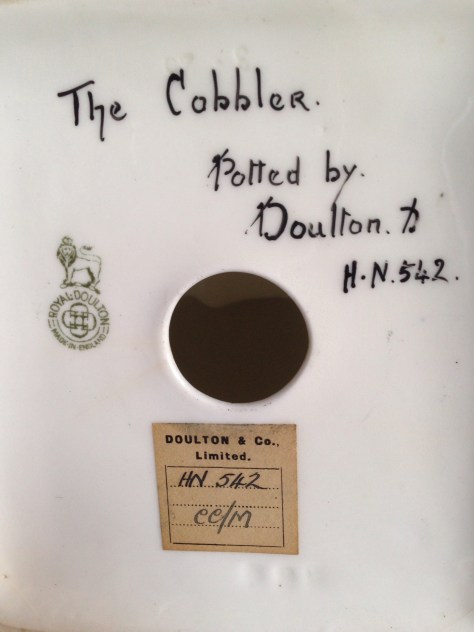 The Cobbler.
Potted by.
Doulton. D
H.N. 542.
ROYAL·DOULTON
MADE IN ENGLAND
DOULTON & Co.,
Limited.
HN 542
CC/M